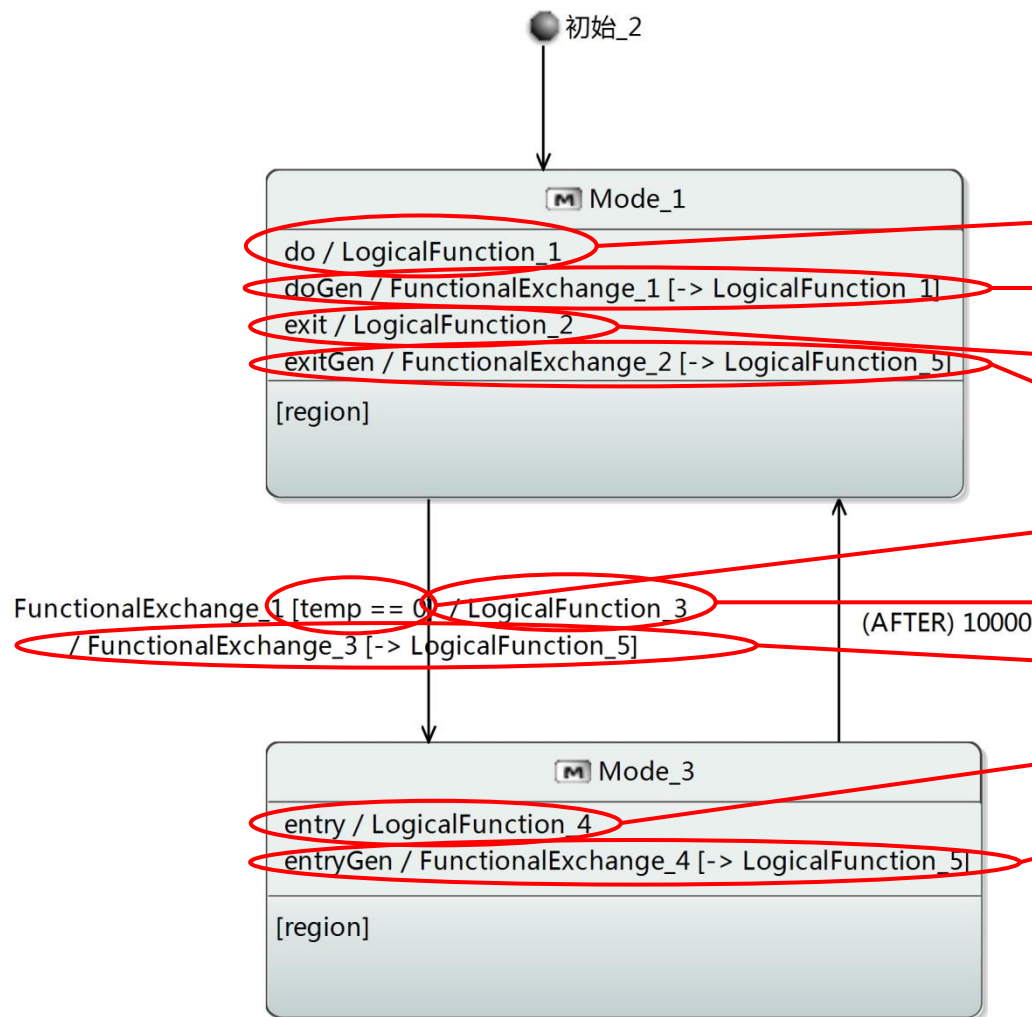 初始_2
M Mode_1
do / LogicalFunction_1
doGen / FunctionalExchange_1 [-> LogicalFunction_1]
exit / LogicalFunction_2
exitGen / FunctionalExchange_2 [-> LogicalFunction_5]
[region]
FunctionalExchange_1 [temp == 0] / LogicalFunction_3
/ FunctionalExchange_3 [-> LogicalFunction_5]
(AFTER) 10000
M Mode_3
entry / LogicalFunction_4
entryGen / FunctionalExchange_4 [-> LogicalFunction_5]
[region]